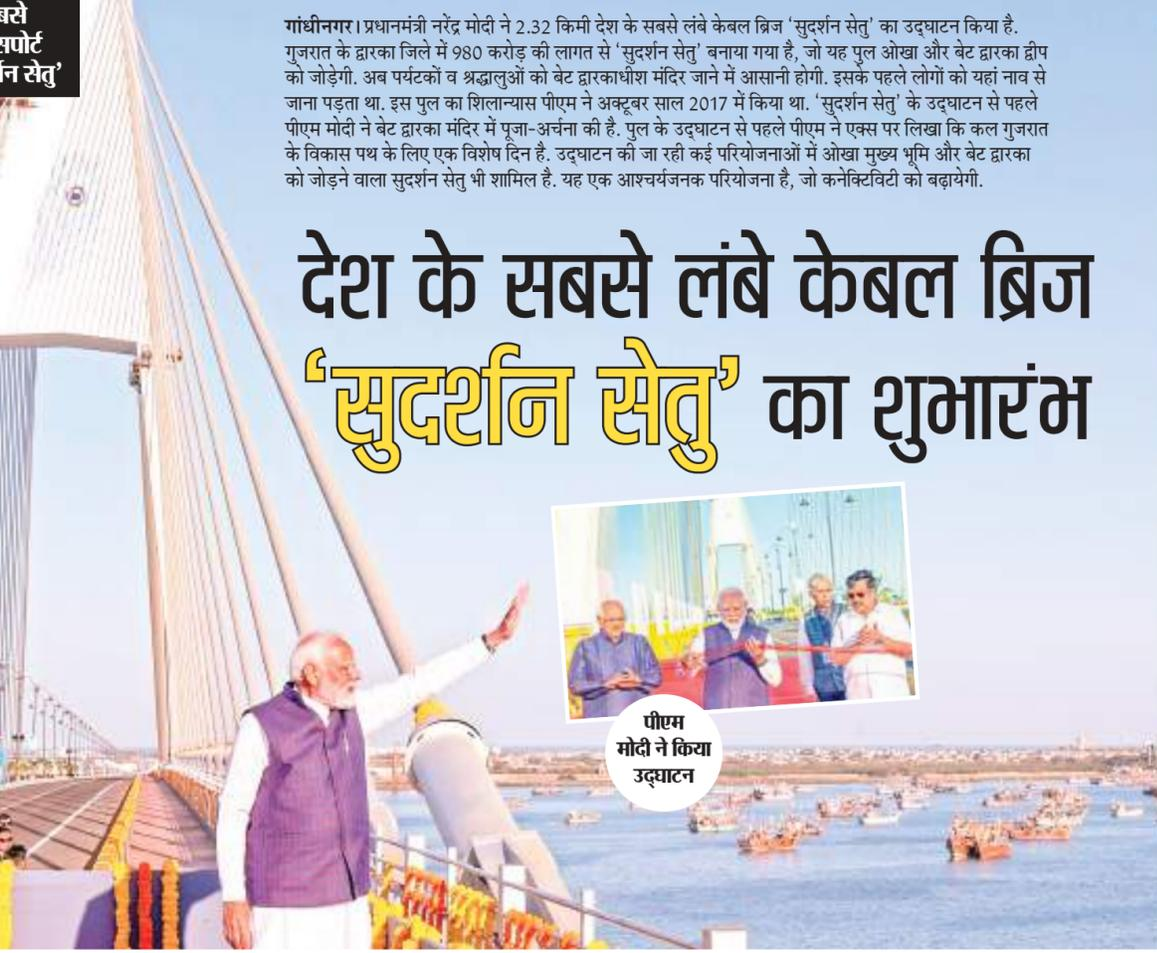 बसे
सपोर्ट
र्शन सेतु’
गांधीनगर। प्रधानमंत्री नरेंद्र मोदी ने 2.32 किमी देश के सबसे लंबे केबल ब्रिज ‘सुदर्शन सेतु’ का उद्घाटन किया है.
गुजरात के द्वारका जिले में 980 करोड़ की लागत से ‘सुदर्शन सेतु’ बनाया गया है, जो यह पुल ओखा और बेट द्वारका द्वीप
को जोड़ेगी. अब पर्यटकों व श्रद्धालुओं को बेट द्वारकाधीश मंदिर जाने में आसानी होगी. इसके पहले लोगों को यहां नाव से
जाना पड़ता था. इस पुल का शिलान्यास पीएम ने अक्टूबर साल 2017 में किया था. ‘सुदर्शन सेतु’ के उद्घाटन से पहले
पीएम मोदी ने बेट द्वारका मंदिर में पूजा-अर्चना की है. पुल के उद्घाटन से पहले पीएम ने एक्स पर लिखा कि कल गुजरात
के विकास पथ के लिए एक विशेष दिन है. उद्घाटन की जा रही कई परियोजनाओं में ओखा मुख्य भूमि और बेट द्वारका
को जोड़ने वाला सुदर्शन सेतु भी शामिल है. यह एक आश्चर्यजनक परियोजना है, जो कनेक्टिविटी को बढ़ायेगी.
देश के सबसे लंबे केबल ब्रिज
‘सुदर्शन सेतु’ का शुभारंभ
पीएम
मोदी ने किया
उद्घाटन